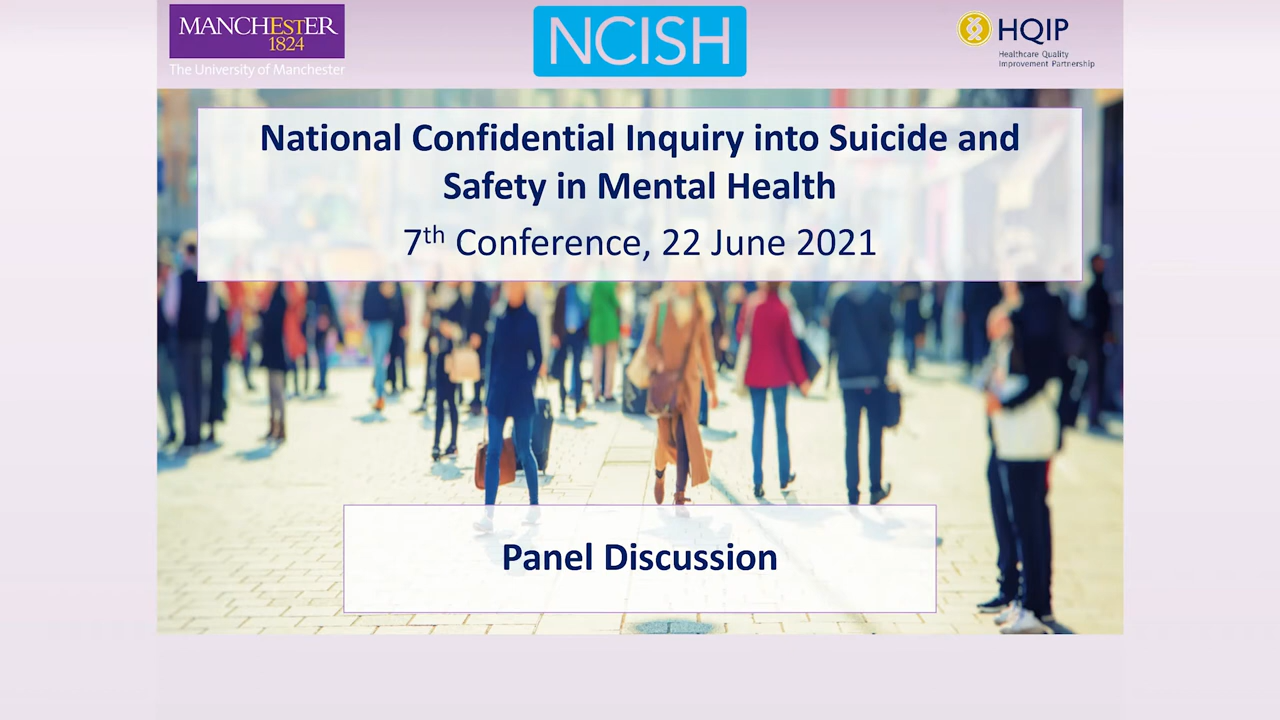 MANCHESTER
1824
The University of Manchester
NCISH
HQIP
Healthcare Quality
Improvement Partnership
National Confidential Inquiry into Suicide and
Safety in Mental Health
7th Conference, 22 June 2021
Panel Discussion